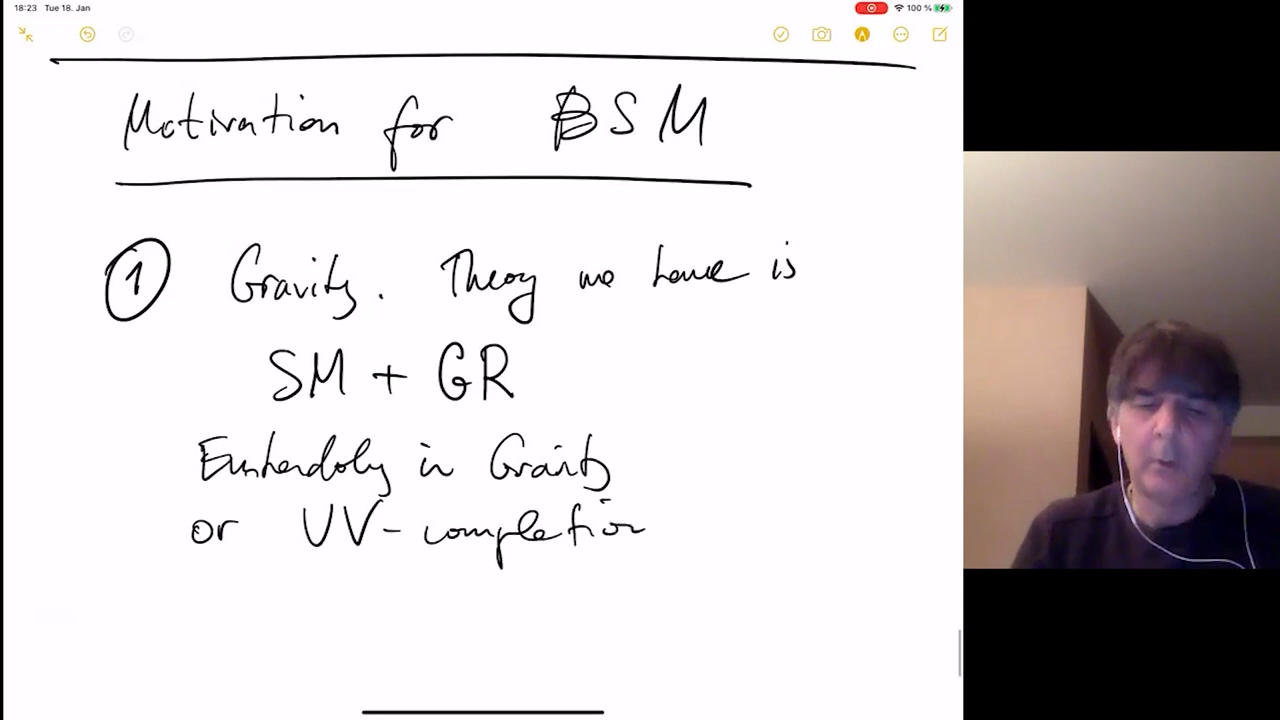 18:23 Tue 18. Jan
100 %
Motivation for BSM
1 Gravity. Theory we have is
SM + GR
Embedding in Gravity
or UV-completion